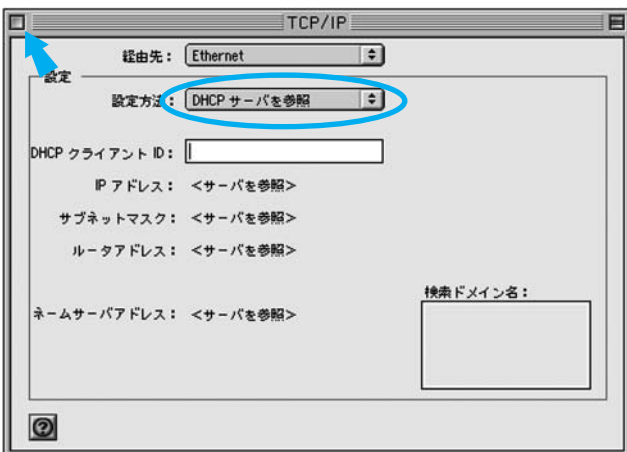 TCP/IP
経由先： Ethernet
設定
設定方法： DHCP サーバを参照
DHCP クライアント ID：
IP アドレス： <サーバを参照>
サブネットマスク： <サーバを参照>
ルータアドレス： <サーバを参照>
検索ドメイン名：
ネームサーバアドレス： <サーバを参照>
?